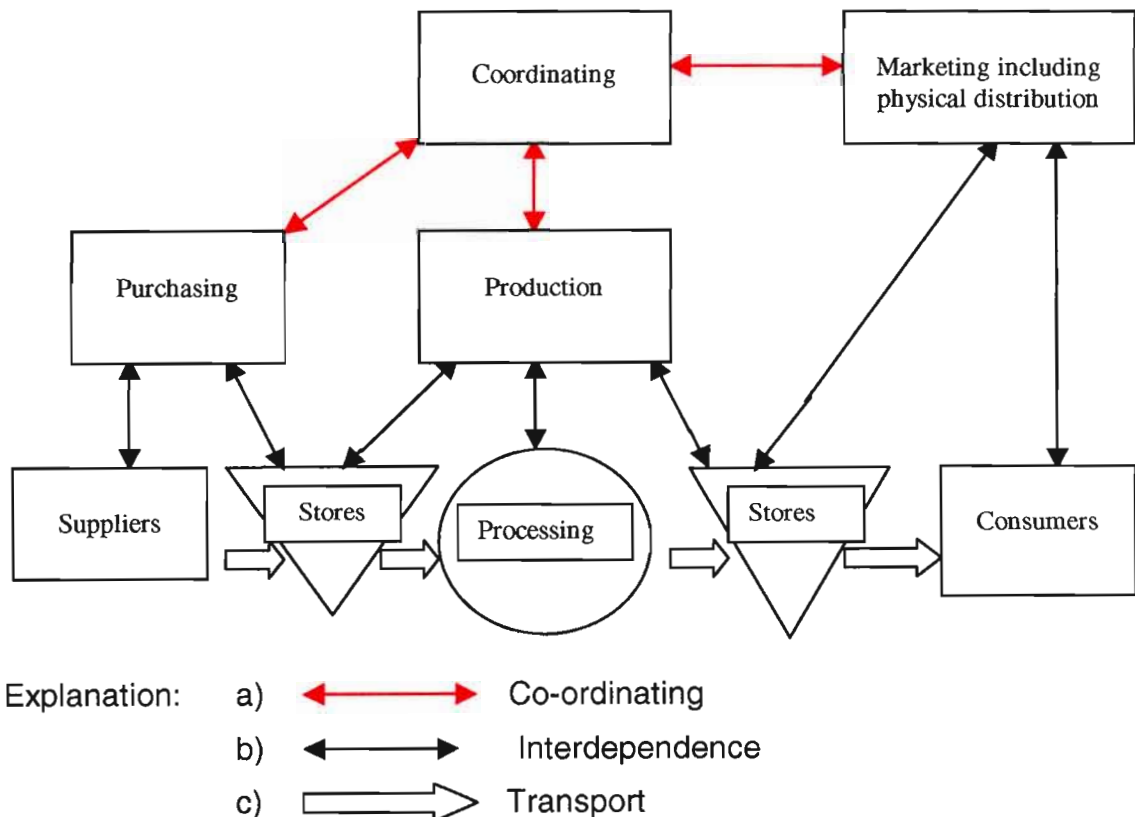 Coordinating
Marketing including
physical distribution
Purchasing
Production
Suppliers
Stores
Processing
Stores
Consumers
Explanation: a) Co-ordinating
b) Interdependence
c) Transport